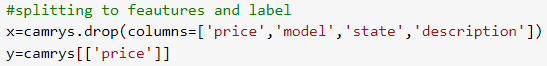 #splitting to feautures and label
x=camrys.drop(columns=['price','model','state','description'])
y=camrys[['price']]